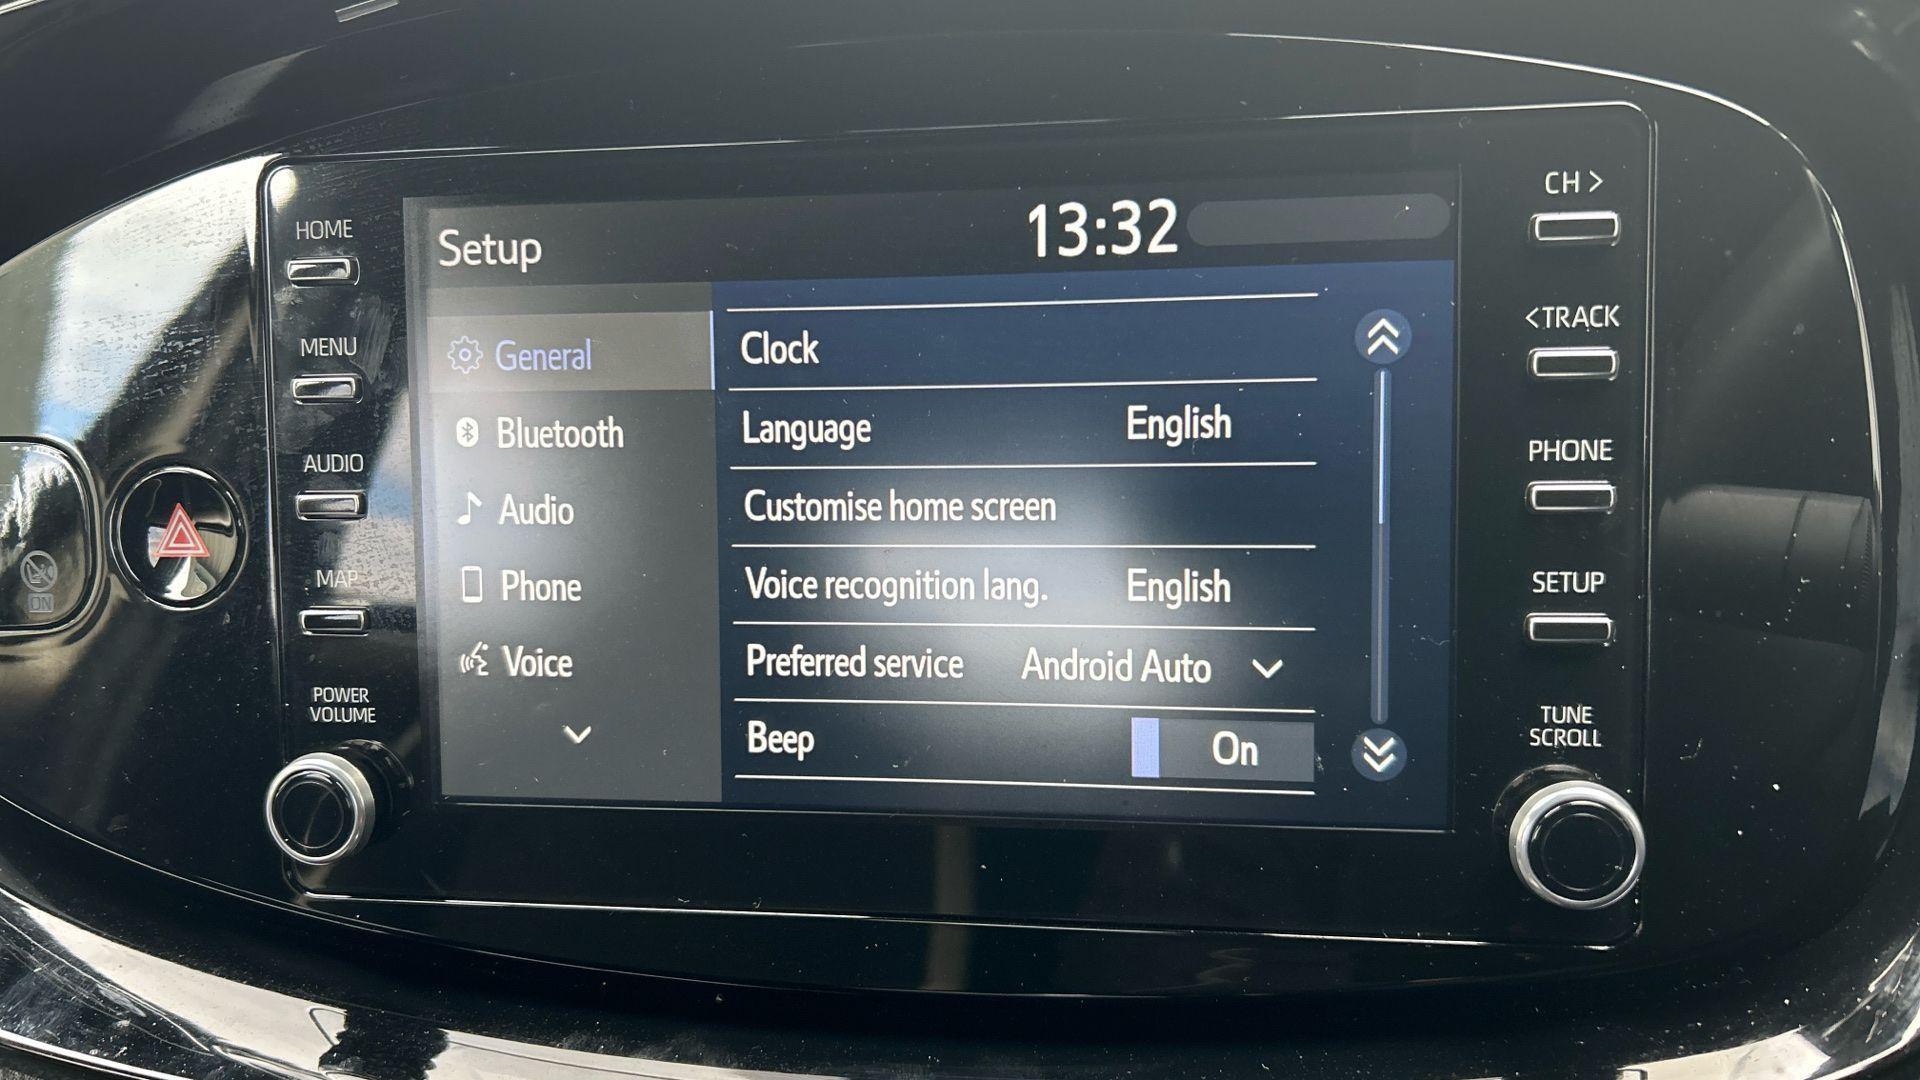 HOME
MENU
AUDIO
MAP
POWER
VOLUME
ON
Setup
13:32
General
Bluetooth
Audio
Phone
Voice
Clock
Language English
Customise home screen
Voice recognition lang. English
Preferred service Android Auto
Beep On
CH >
<TRACK
PHONE
SETUP
TUNE
SCROLL